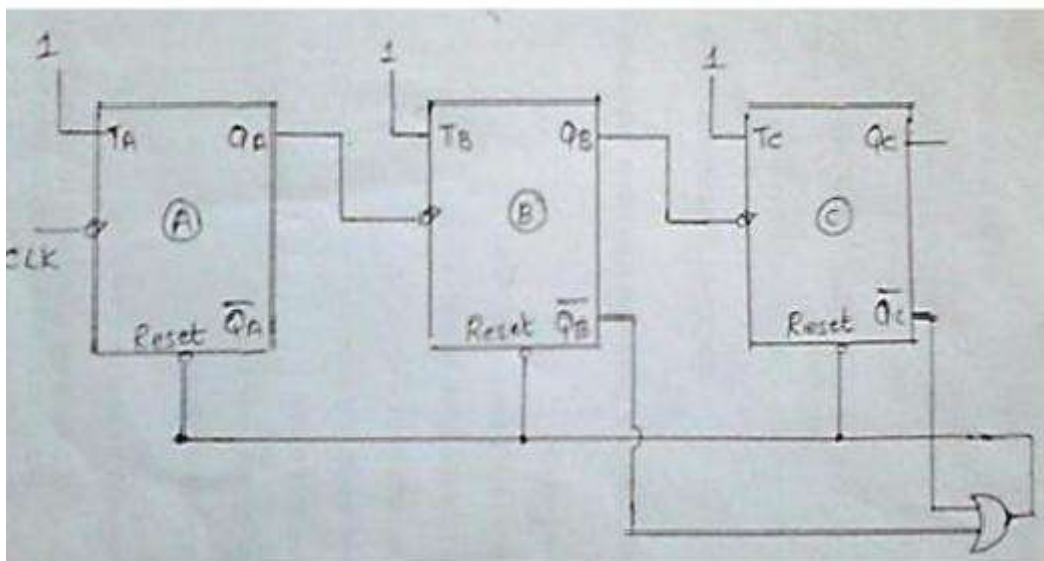 1 1 1
TA QA TB QB TC QC
A B C
CLK
Reset Q̅A̅ Reset Q̅B̅ Reset Q̅C̅